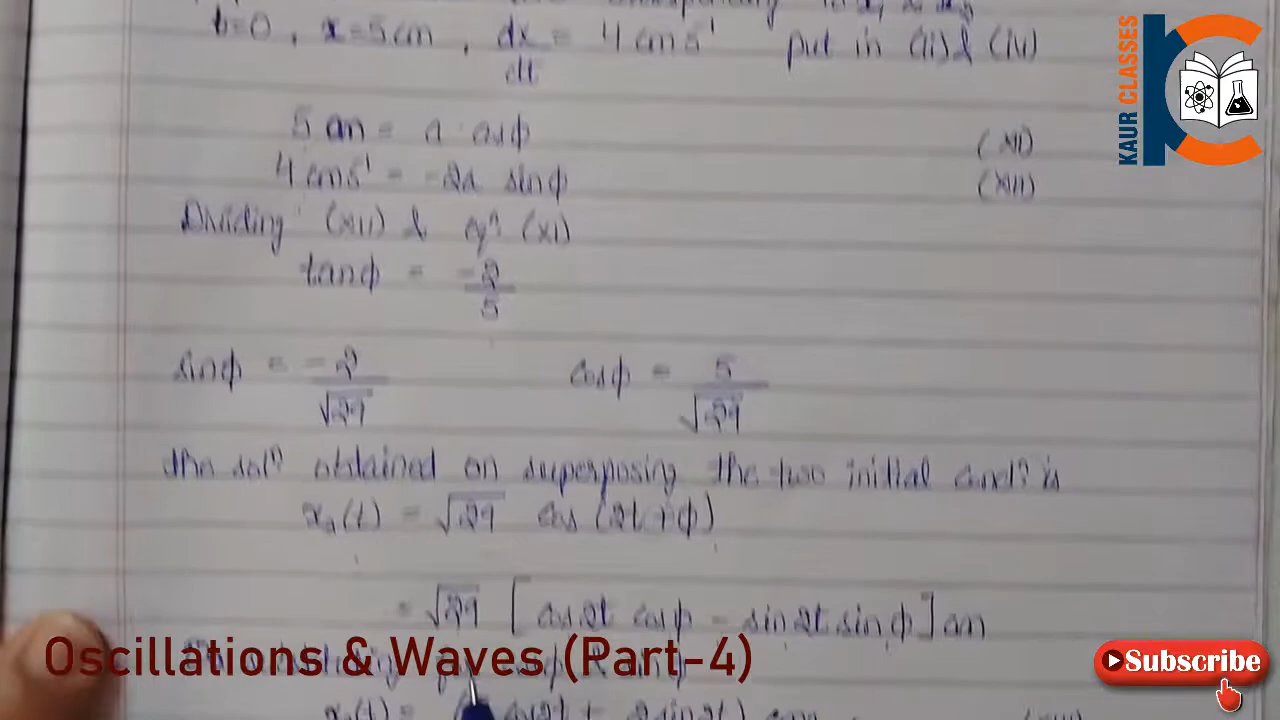 t=0, x=5cm, dx/dt = 4 cm s⁻¹ put in (ii) & (iv)
5 cm = a cosϕ (XI)
4 cm s⁻¹ = -2a sinϕ (XII)
Dividing (XII) & eqⁿ (XI)
tanϕ = -2/5
sinϕ = -2/√29 cosϕ = 5/√29
the solⁿ obtained on superposing the two initial condⁿ is
x₃(t) = √29 cos (2t+ϕ)
= √29 [cos2t cosϕ - sin2t sinϕ] cm
KAUR CLASSES
Oscillations & Waves (Part-4)
Subscribe